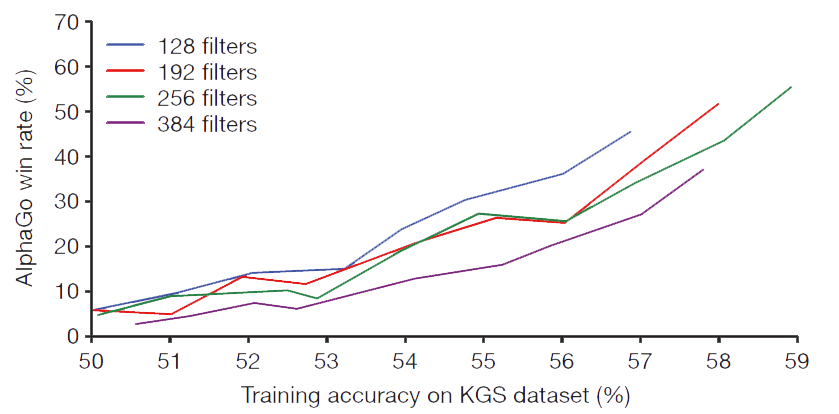 70
60
50
40
30
20
10
0
AlphaGo win rate (%)
128 filters
192 filters
256 filters
384 filters
50 51 52 53 54 55 56 57 58 59
Training accuracy on KGS dataset (%)